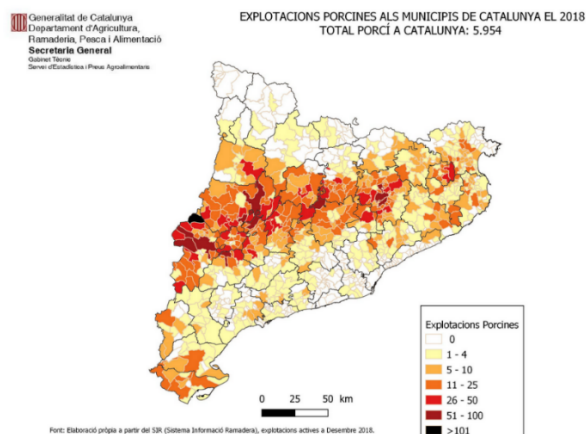 Generalitat de Catalunya
Departament d'Agricultura,
Ramaderia, Pesca i Alimentació
Secretaria General
Gabinet Tècnic
Servei d'Estadística i Preus Agroalimentaris
EXPLOTACIONS PORCINES ALS MUNICIPIS DE CATALUNYA EL 2018
TOTAL PORCÍ A CATALUNYA: 5.954
Explotacions Porcines
0
1 - 4
5 - 10
11 - 25
26 - 50
51 - 100
>101
0 25 50 km
Font: Elaboració pròpia a partir del SIR (Sistema Informació Ramadera), explotacions actives a Desembre 2018.